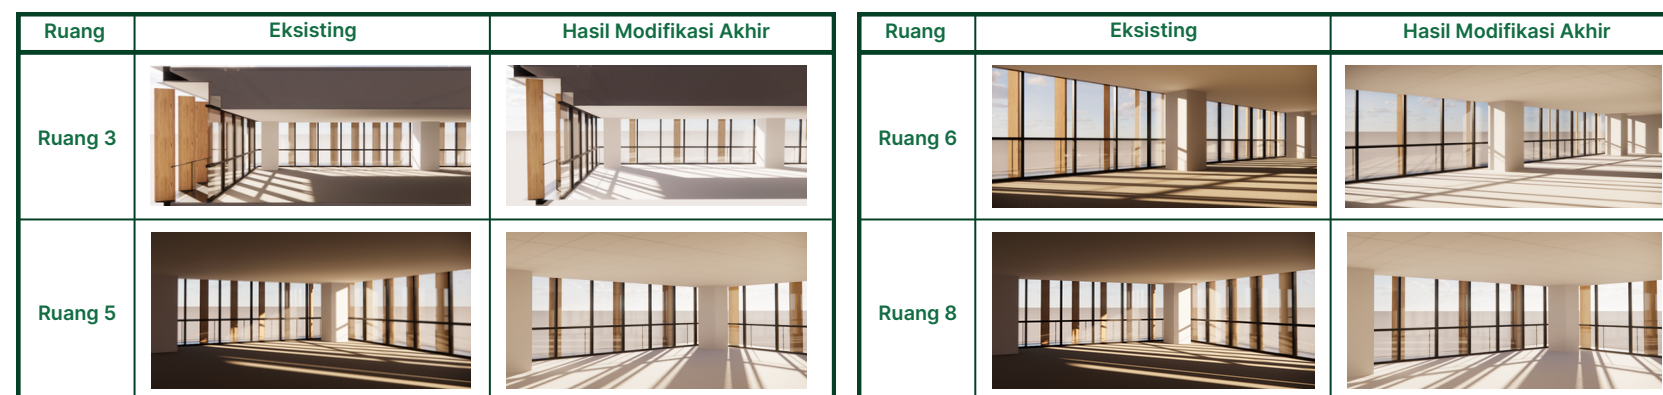 Ruang Eksisting Hasil Modifikasi Akhir
Ruang 3
Ruang 5
Ruang Eksisting Hasil Modifikasi Akhir
Ruang 6
Ruang 8